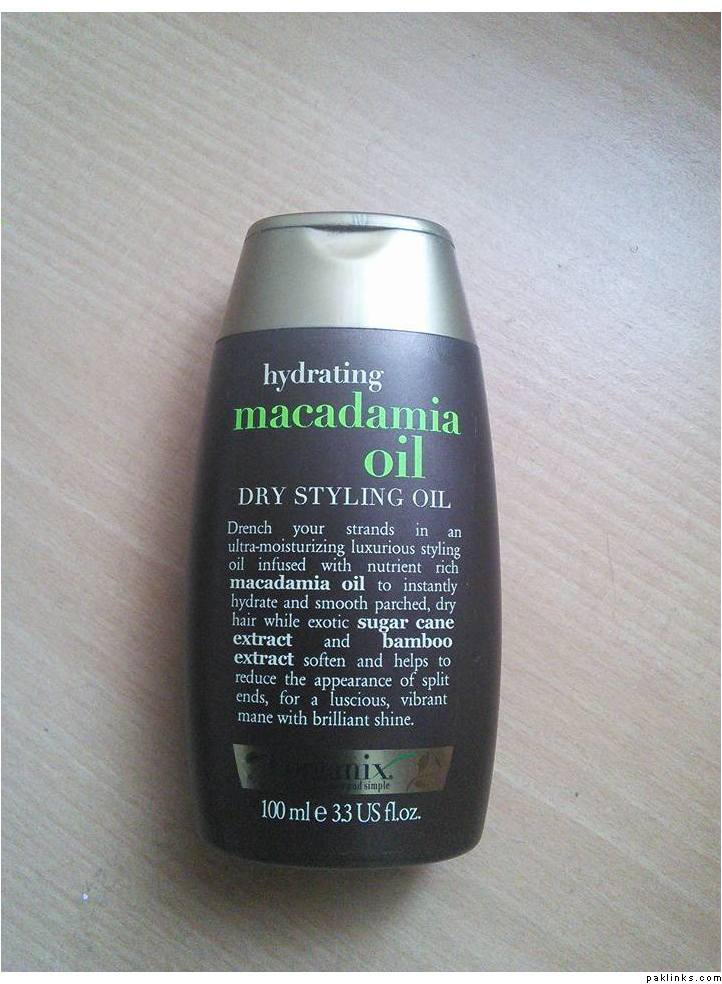 hydrating
macadamia
oil
DRY STYLING OIL
Drench your strands in an
ultra-moisturizing luxurious styling
oil infused with nutrient rich
macadamia oil to instantly
hydrate and smooth parched, dry
hair while exotic sugar cane
extract and bamboo
extract soften and helps to
reduce the appearance of split
ends, for a luscious, vibrant
mane with brilliant shine.
organix
and simple
100 ml e 3.3 US fl.oz.
paklinks.com